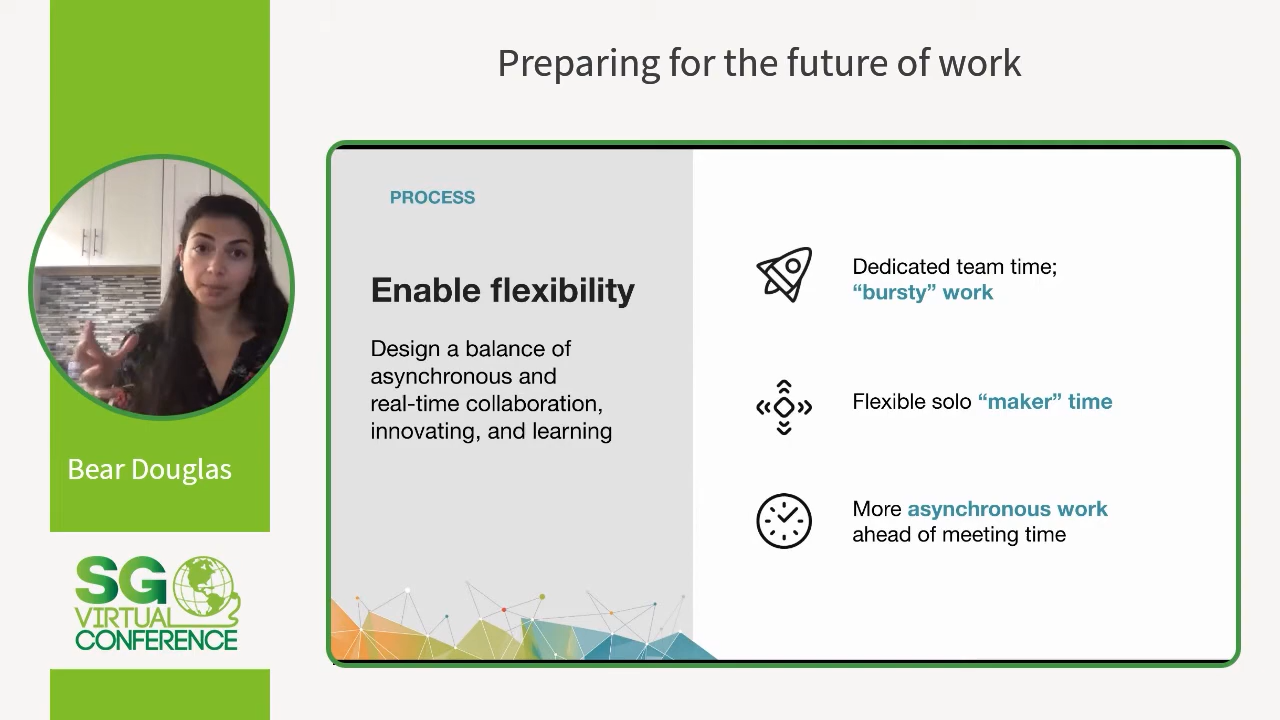 Preparing for the future of work
PROCESS
Enable flexibility
Design a balance of
asynchronous and
real-time collaboration,
innovating, and learning
Dedicated team time;
“bursty” work
Flexible solo “maker” time
More asynchronous work
ahead of meeting time
Bear Douglas
SG
VIRTUAL
CONFERENCE